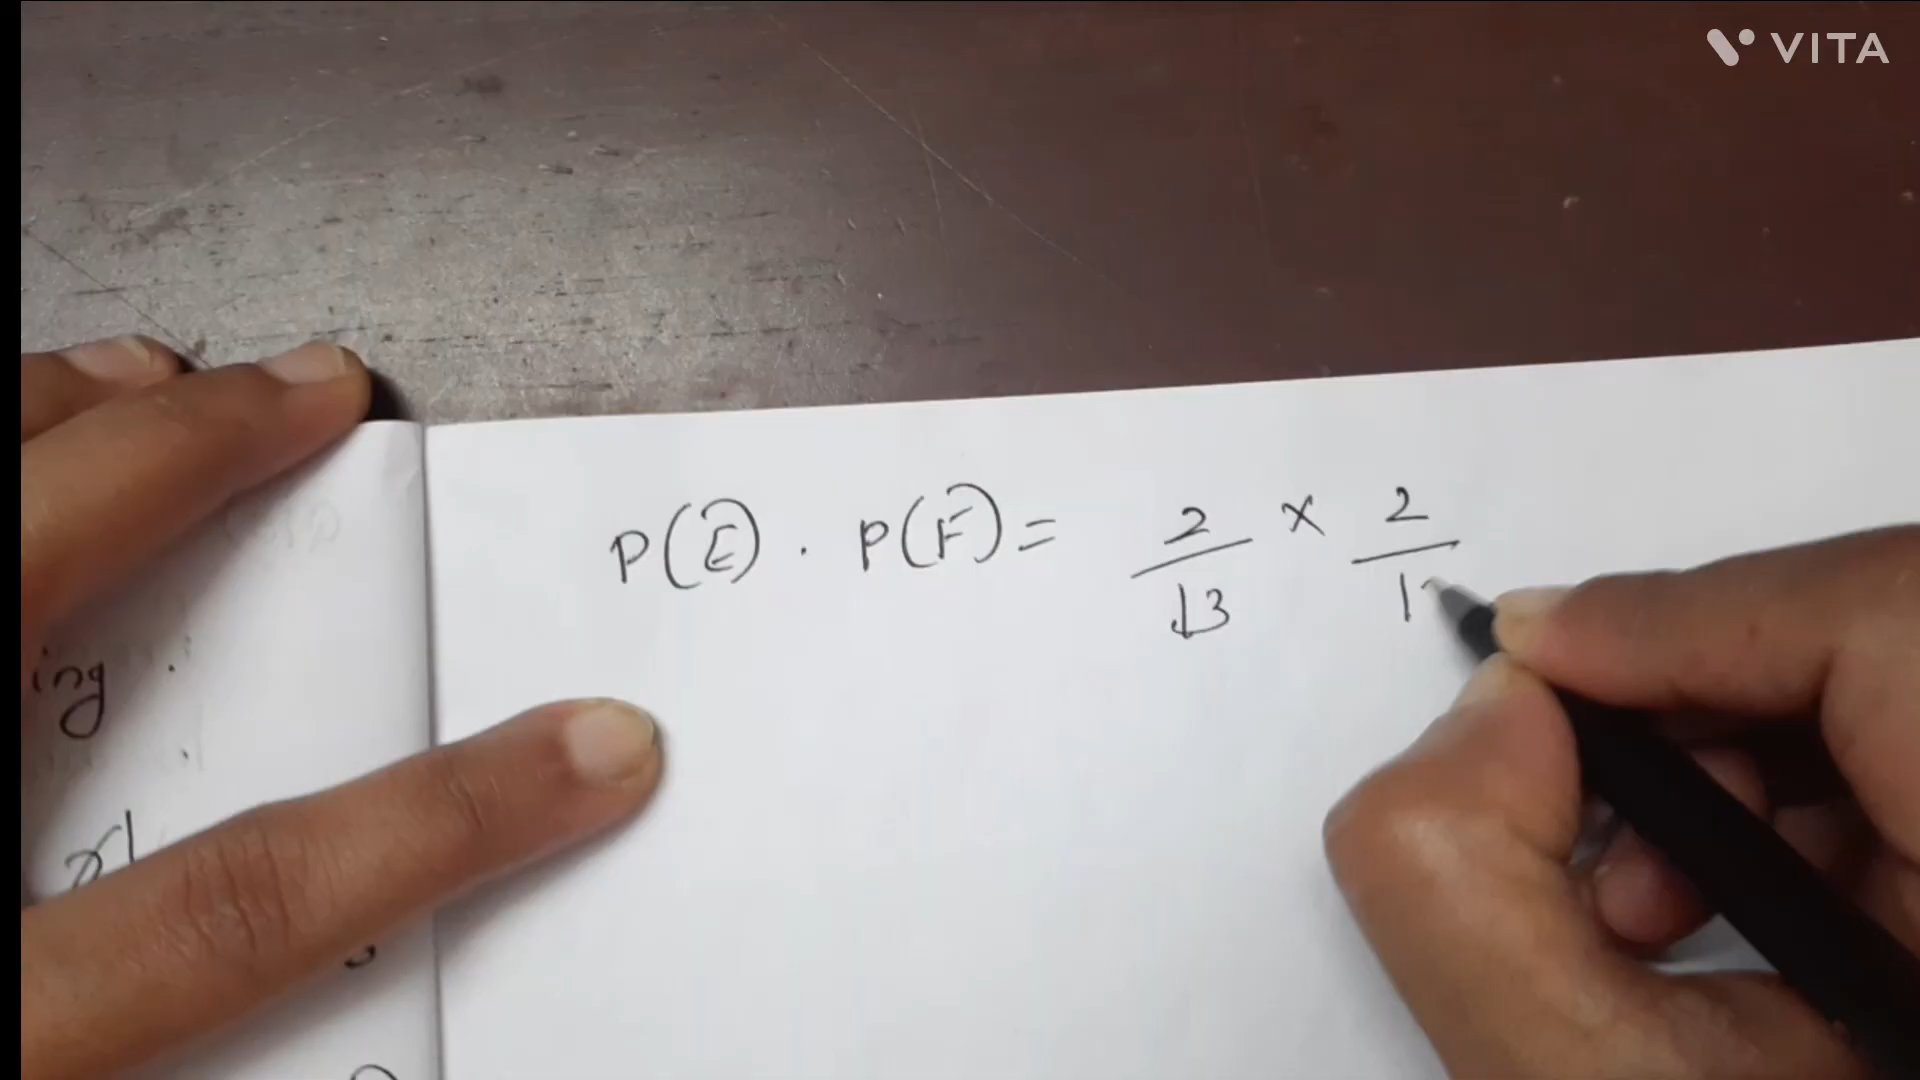 VITA
P(E) . P(F) = 2/13 × 2/1
ing